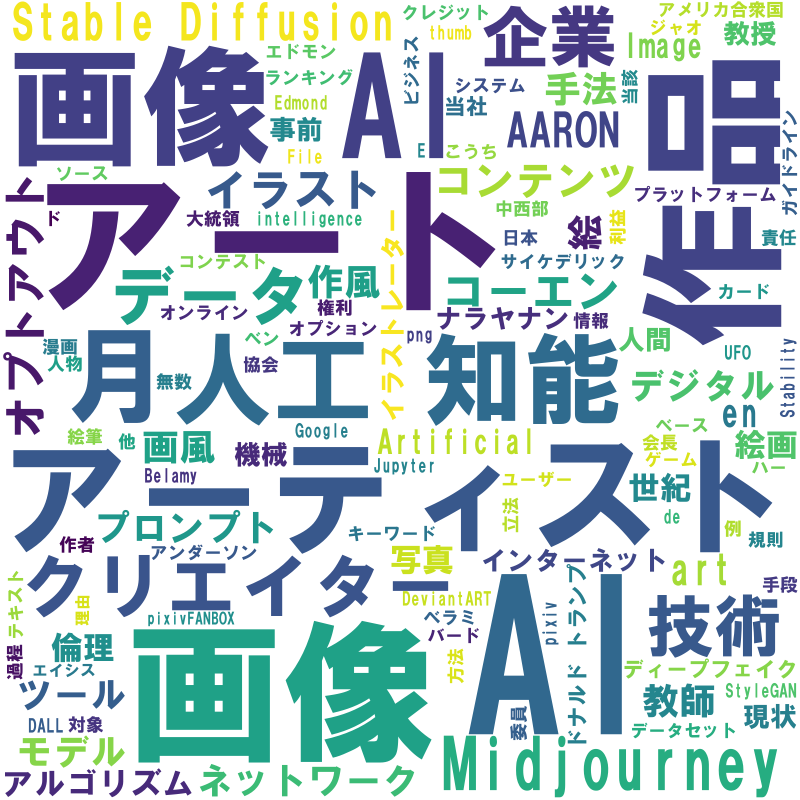 Stable Diffusion
クレジット
企業
アメリカ合衆国
thumb
ジャオ
教授
エドモン
Image
ランキング
ビジネス
システム
手法
当該
画像
AI
Edmond
当社
事前
AARON
作品
ガイドライン
File
E
こうち
ソース
イラスト
コンテンツ
プラットフォーム
オプトアウト
下
アート
大統領
intelligence
イラストレーター
中西部
絵
利益
責任
日本
コンテスト
サイケデリック
データ
作風
コーエン
カード
オンライン
権利
ナラヤナン
情報
オプション
png
人間
漫画
人物
ベン
協会
UFO
Stability
月
人工
知能
無数
デジタル
en
ベース
絵筆
他
画風
機械
Google
Artificial
会長
ゲーム
絵画
Belamy
Jupyter
ハー
アーティスト
ユーザー
世紀
立法
de
例
プロンプト
作者
アンダーソン
キーワード
規則
写真
インターネット
クリエイター
art
手段
テキスト
過程
理由
DeviantART
pixivFANBOX
ベラミ
バード
pixiv
ドナルド トランプ
技術
倫理
画像
AI
方法
エイシス
ディープフェイク
ツール
教師
StyleGAN
現状
DALL
対象
委員
データセット
モデル
Midjourney
アルゴリズム
ネットワーク